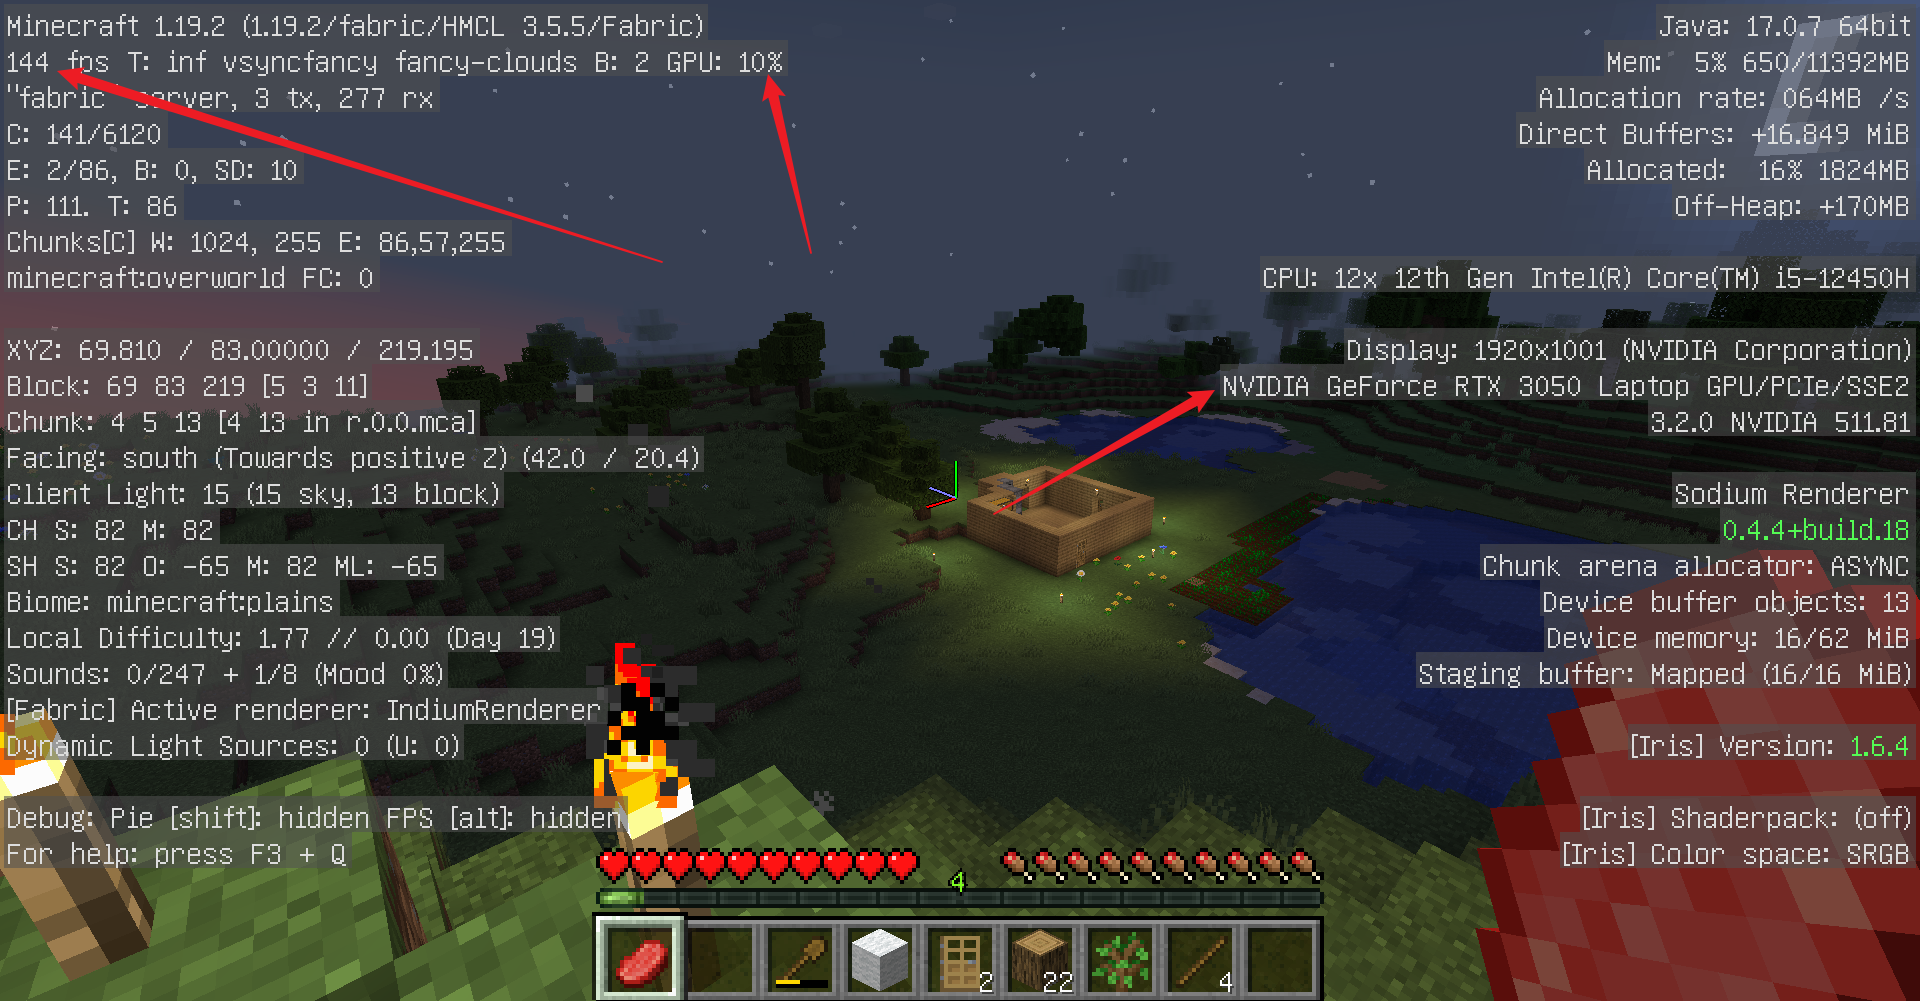 Minecraft 1.19.2 (1.19.2/fabric/HMCL 3.5.5/Fabric)
144 fps T: inf vsyncfancy fancy-clouds B: 2 GPU: 10%
"fabric" server, 3 tx, 277 rx
C: 141/6120
E: 2/86, B: 0, SD: 10
P: 111. T: 86
Chunks[C] W: 1024, 255 E: 86,57,255
minecraft:overworld FC: 0
XYZ: 69.810 / 83.00000 / 219.195
Block: 69 83 219 [5 3 11]
Chunk: 4 5 13 [4 13 in r.0.0.mca]
Facing: south (Towards positive Z) (42.0 / 20.4)
Client Light: 15 (15 sky, 13 block)
CH S: 82 M: 82
SH S: 82 O: -65 M: 82 ML: -65
Biome: minecraft:plains
Local Difficulty: 1.77 // 0.00 (Day 19)
Sounds: 0/247 + 1/8 (Mood 0%)
[Fabric] Active renderer: IndiumRenderer
Dynamic Light Sources: 0 (U: 0)
Debug: Pie [shift]: hidden FPS [alt]: hidden
For help: press F3 + Q
Java: 17.0.7 64bit
Mem: 5% 650/11392MB
Allocation rate: 064MB /s
Direct Buffers: +16.849 MiB
Allocated: 16% 1824MB
Off-Heap: +170MB
CPU: 12x 12th Gen Intel(R) Core(TM) i5-12450H
Display: 1920x1001 (NVIDIA Corporation)
NVIDIA GeForce RTX 3050 Laptop GPU/PCIe/SSE2
3.2.0 NVIDIA 511.81
Sodium Renderer
0.4.4+build.18
Chunk arena allocator: ASYNC
Device buffer objects: 13
Device memory: 16/62 MiB
Staging buffer: Mapped (16/16 MiB)
[Iris] Version: 1.6.4
[Iris] Shaderpack: (off)
[Iris] Color space: SRGB
4
2 22 4